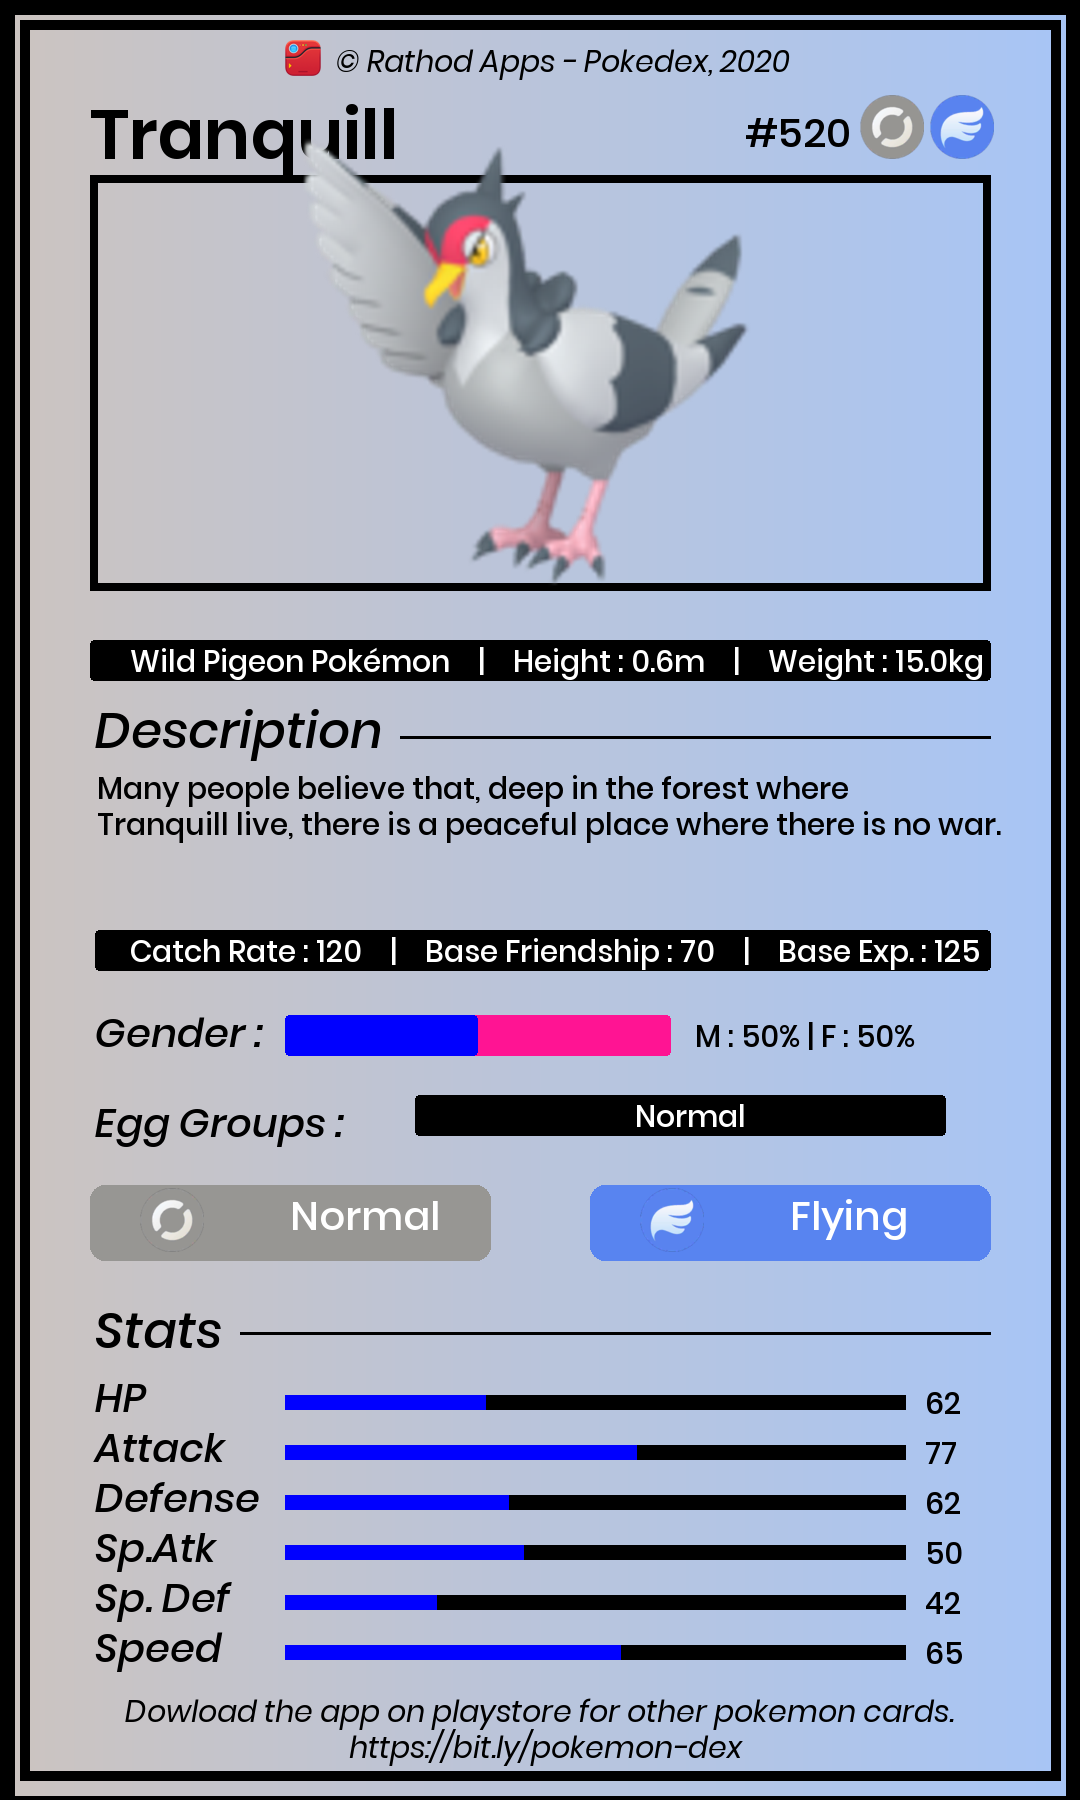 © Rathod Apps - Pokedex, 2020
Tranquill #520
Wild Pigeon Pokémon | Height : 0.6m | Weight : 15.0kg
Description
Many people believe that, deep in the forest where
Tranquill live, there is a peaceful place where there is no war.
Catch Rate : 120 | Base Friendship : 70 | Base Exp. : 125
Gender : M : 50% | F : 50%
Egg Groups : Normal
Normal Flying
Stats
HP 62
Attack 77
Defense 62
Sp.Atk 50
Sp. Def 42
Speed 65
Dowload the app on playstore for other pokemon cards.
https://bit.ly/pokemon-dex